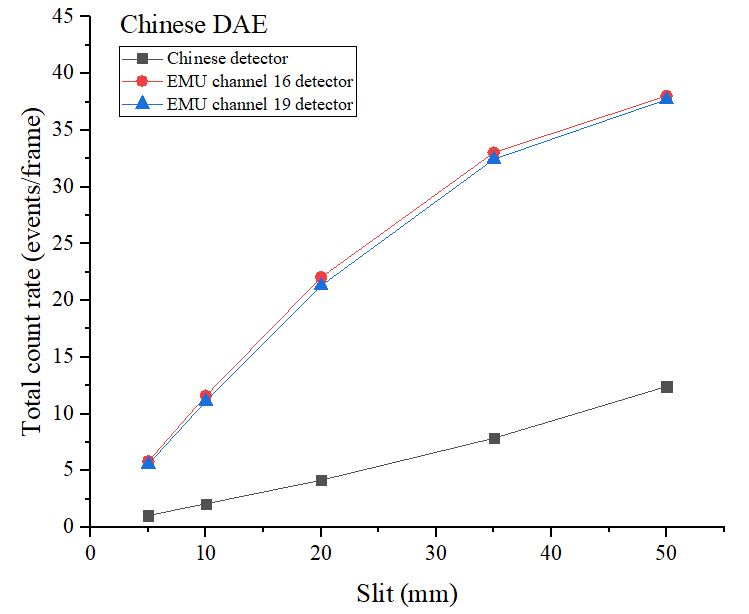 Chinese DAE
Chinese detector
EMU channel 16 detector
EMU channel 19 detector
Total count rate (events/frame)
45
40
35
30
25
20
15
10
5
0
0 10 20 30 40 50
Slit (mm)